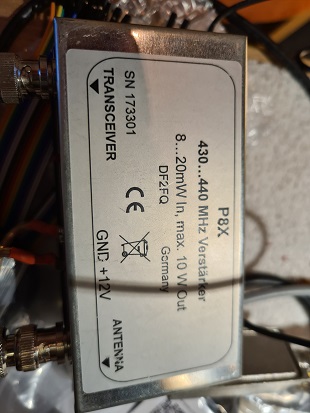 P8X
430...440 MHz Verstärker
8...20mW In, max. 10 W Out
DF2FQ Germany
SN 173301
CE
TRANSCEIVER
GND +12V
ANTENNA